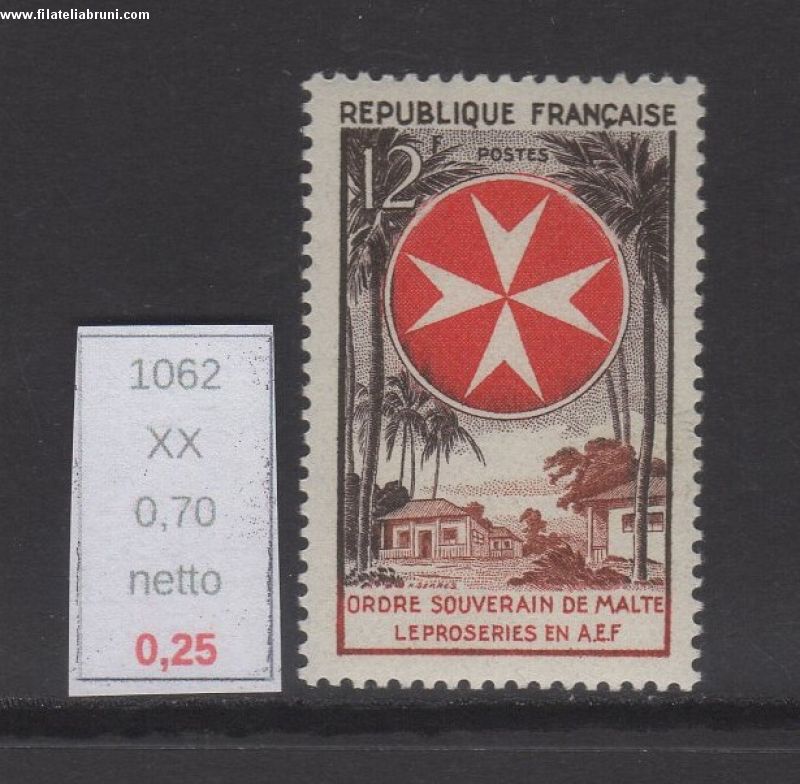 www.filateliabruni.com
REPUBLIQUE FRANÇAISE
12F
POSTES
1062
XX
0,70
netto
0,25
ORDRE SOUVERAIN DE MALTE
LEPROSERIES EN A.E.F